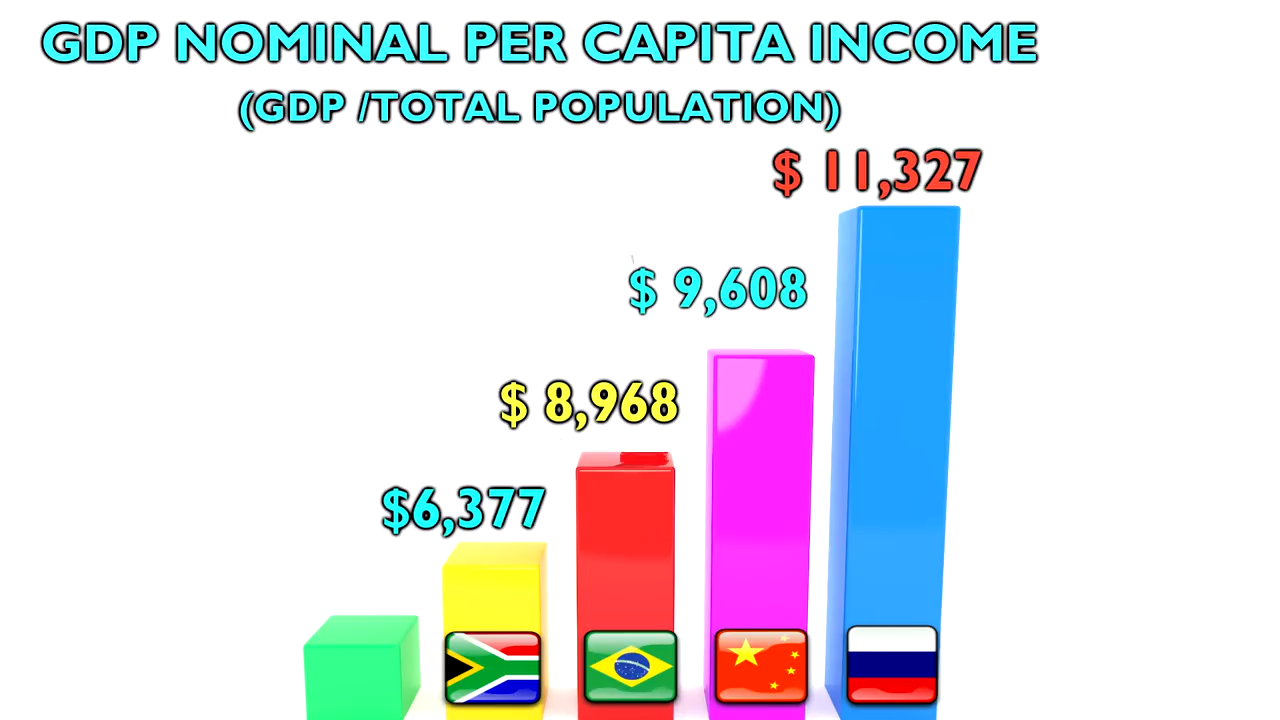 GDP NOMINAL PER CAPITA INCOME
(GDP /TOTAL POPULATION)
$ 11,327
$ 9,608
$ 8,968
$6,377